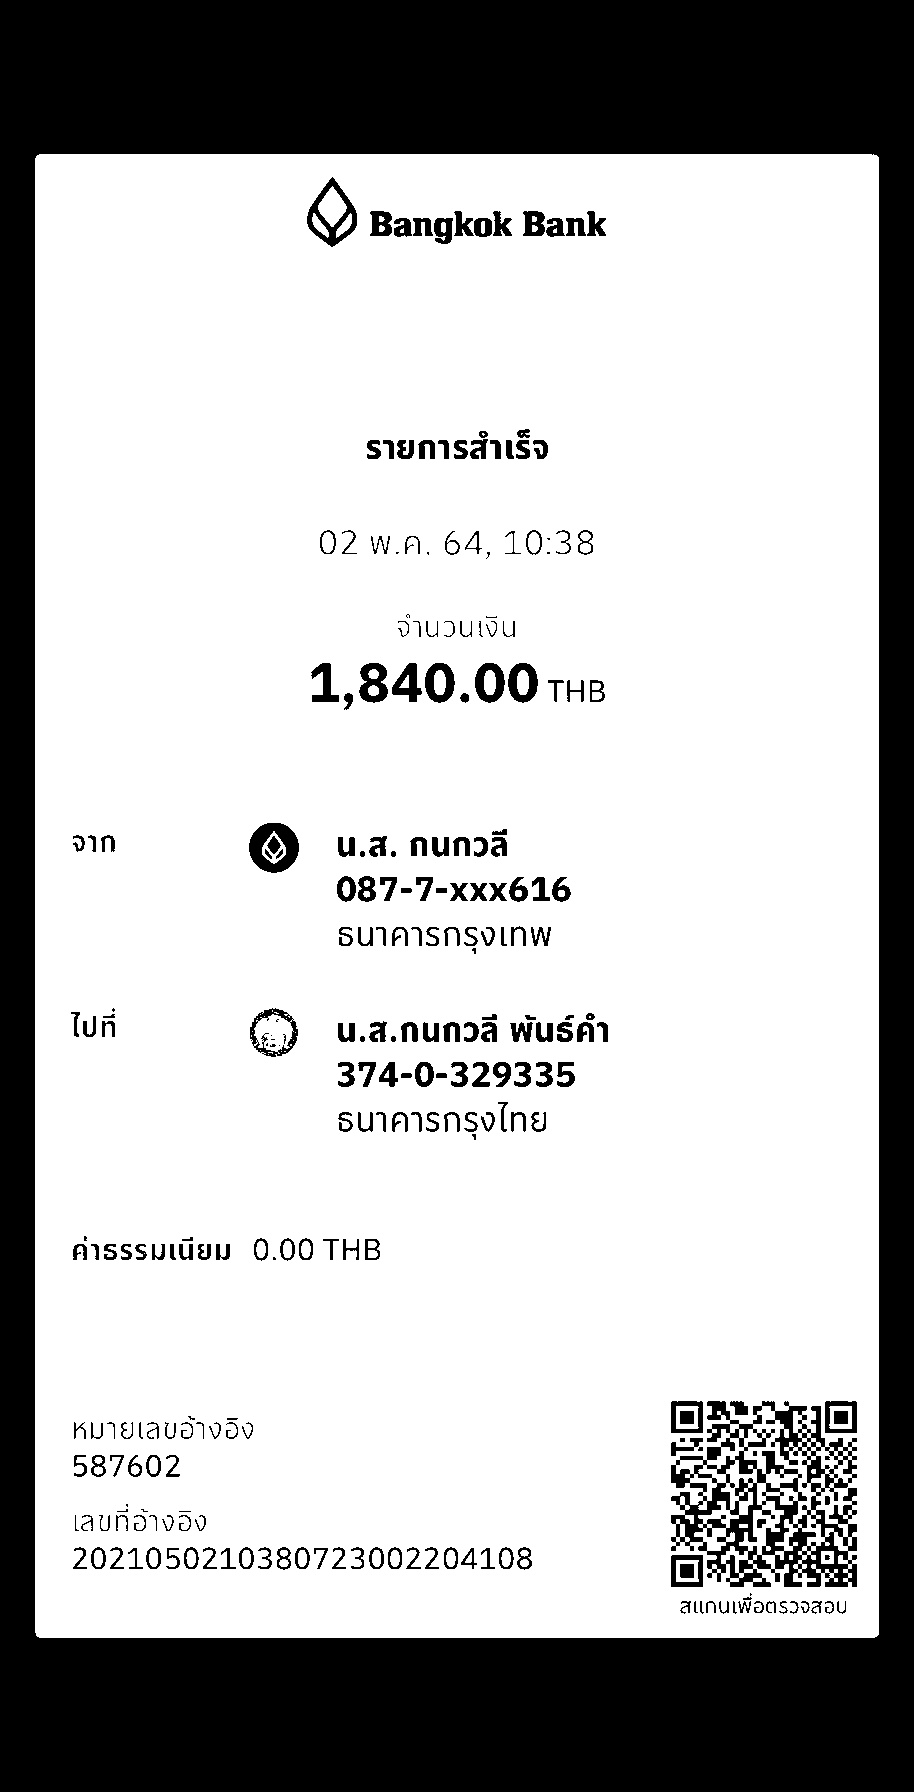 Bangkok Bank
รายการสำเร็จ
02 พ.ค. 64, 10:38
จำนวนเงิน
1,840.00 THB
จาก
น.ส. กนกวลี
087-7-xxx616
ธนาคารกรุงเทพ
ไปที่
น.ส.กนกวลี พันธ์คำ
374-0-329335
ธนาคารกรุงไทย
ค่าธรรมเนียม 0.00 THB
หมายเลขอ้างอิง
587602
เลขที่อ้างอิง
2021050210380723002204108
สแกนเพื่อตรวจสอบ